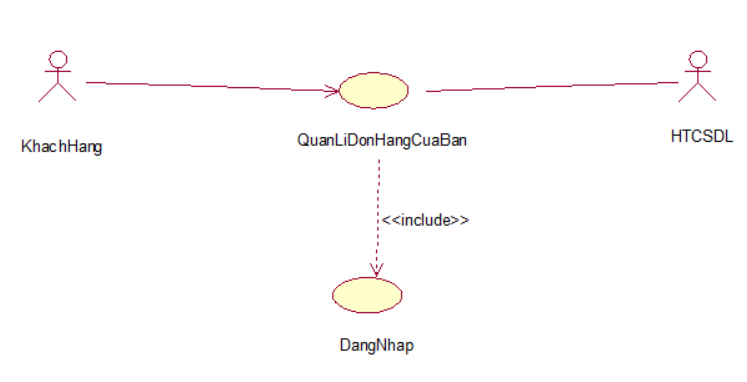 KhachHang
QuanLiDonHangCuaBan
HTCSDL
<<include>>
DangNhap